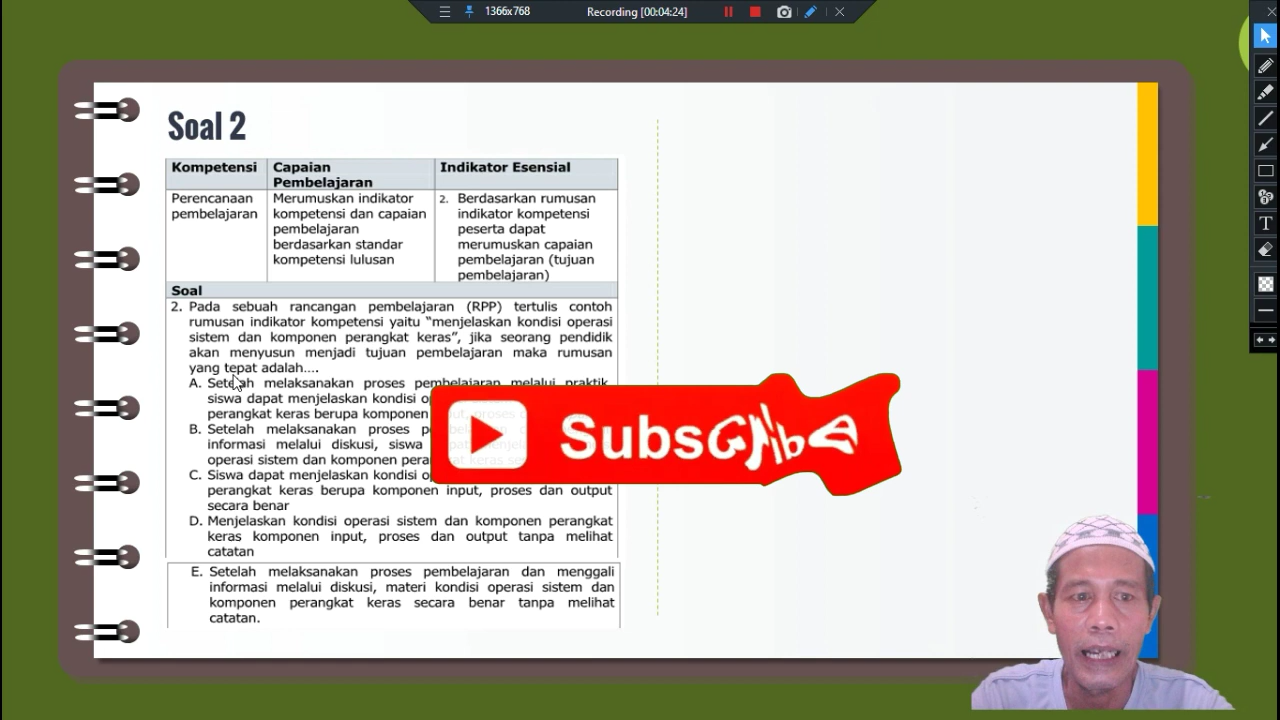 1366x768
Recording [00:04:24]
Soal 2
Kompetensi
Capaian
Pembelajaran
Indikator Esensial
Perencanaan
pembelajaran
Merumuskan indikator
kompetensi dan capaian
pembelajaran
berdasarkan standar
kompetensi lulusan
2. Berdasarkan rumusan
indikator kompetensi
peserta dapat
merumuskan capaian
pembelajaran (tujuan
pembelajaran)
Soal
2. Pada sebuah rancangan pembelajaran (RPP) tertulis contoh
rumusan indikator kompetensi yaitu “menjelaskan kondisi operasi
sistem dan komponen perangkat keras”, jika seorang pendidik
akan menyusun menjadi tujuan pembelajaran maka rumusan
yang tepat adalah....
A. Setelah melaksanakan proses pembelajaran melalui praktik,
siswa dapat menjelaskan kondisi
perangkat keras berupa komponen
B. Setelah melaksanakan proses
informasi melalui diskusi, siswa
operasi sistem dan komponen
C. Siswa dapat menjelaskan kondisi
perangkat keras berupa komponen input, proses dan output
secara benar
D. Menjelaskan kondisi operasi sistem dan komponen perangkat
keras komponen input, proses dan output tanpa melihat
catatan
E. Setelah melaksanakan proses pembelajaran dan menggali
informasi melalui diskusi, materi kondisi operasi sistem dan
komponen perangkat keras secara benar tanpa melihat
catatan.
Subscribe